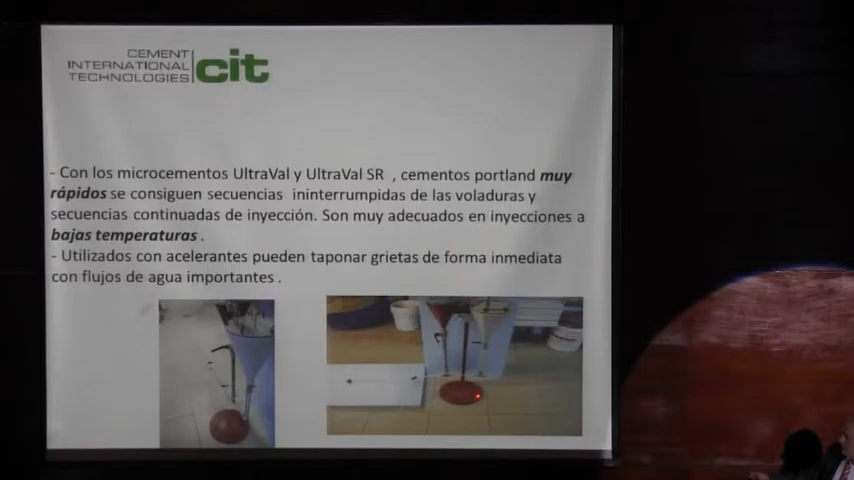 CEMENT
INTERNATIONAL
TECHNOLOGIES
cit
- Con los microcementos UltraVal y UltraVal SR , cementos portland muy
rápidos se consiguen secuencias ininterrumpidas de las voladuras y
secuencias continuadas de inyección. Son muy adecuados en inyecciones a
bajas temperaturas .
- Utilizados con acelerantes pueden taponar grietas de forma inmediata
con flujos de agua importantes .